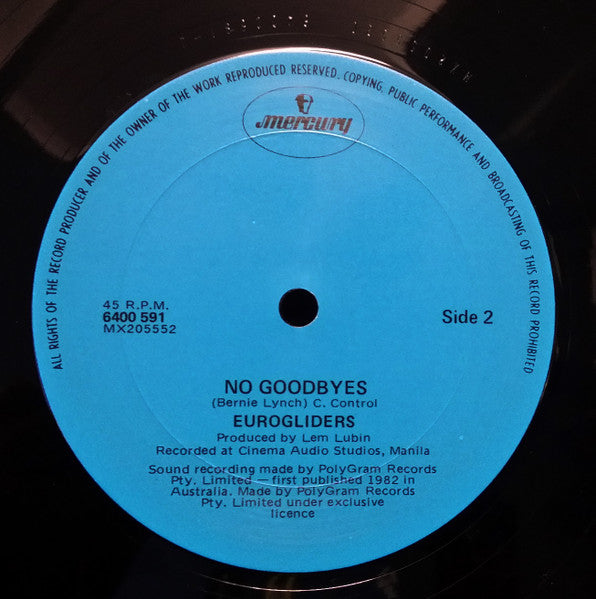 ALL RIGHTS OF THE RECORD PRODUCER AND OF THE OWNER OF THE WORK REPRODUCED RESERVED. COPYING, PUBLIC PERFORMANCE AND BROADCASTING OF THIS RECORD PROHIBITED
mercury
45 R.P.M.
6400 591
MX205552
Side 2
NO GOODBYES
(Bernie Lynch) C. Control
EUROGLIDERS
Produced by Lem Lubin
Recorded at Cinema Audio Studios, Manila
Sound recording made by PolyGram Records
Pty. Limited — first published 1982 in
Australia. Made by PolyGram Records
Pty. Limited under exclusive
licence